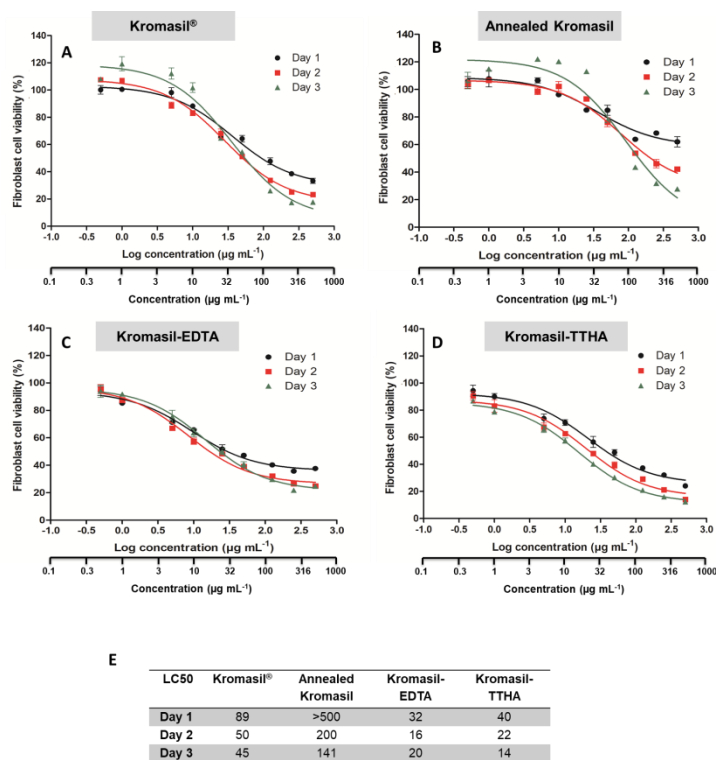 Kromasil®
A
Day 1
Day 2
Day 3
Fibroblast cell viability (%)
140
120
100
80
60
40
20
0
-1.0 -0.5 0.0 0.5 1.0 1.5 2.0 2.5 3.0
Log concentration (µg mL⁻¹)
0.1 0.3 1 3 10 32 100 316 1000
Concentration (µg mL⁻¹)
Annealed Kromasil
B
Day 1
Day 2
Day 3
Fibroblast cell viability (%)
140
120
100
80
60
40
20
0
-1.0 -0.5 0.0 0.5 1.0 1.5 2.0 2.5 3.0
Log concentration (µg mL⁻¹)
0.1 0.3 1 3 10 32 100 316 1000
Concentration (µg mL⁻¹)
Kromasil-EDTA
C
Day 1
Day 2
Day 3
Fibroblast cell viability (%)
140
120
100
80
60
40
20
0
-1.0 -0.5 0.0 0.5 1.0 1.5 2.0 2.5 3.0
Log concentration (µg mL⁻¹)
0.1 0.3 1 3 10 32 100 316 1000
Concentration (µg mL⁻¹)
Kromasil-TTHA
D
Day 1
Day 2
Day 3
Fibroblast cell viability (%)
140
120
100
80
60
40
20
0
-1.0 -0.5 0.0 0.5 1.0 1.5 2.0 2.5 3.0
Log concentration (µg mL⁻¹)
0.1 0.3 1 3 10 32 100 316 1000
Concentration (µg mL⁻¹)
E
LC50 Kromasil® Annealed Kromasil Kromasil-EDTA Kromasil-TTHA
Day 1 89 >500 32 40
Day 2 50 200 16 22
Day 3 45 141 20 14